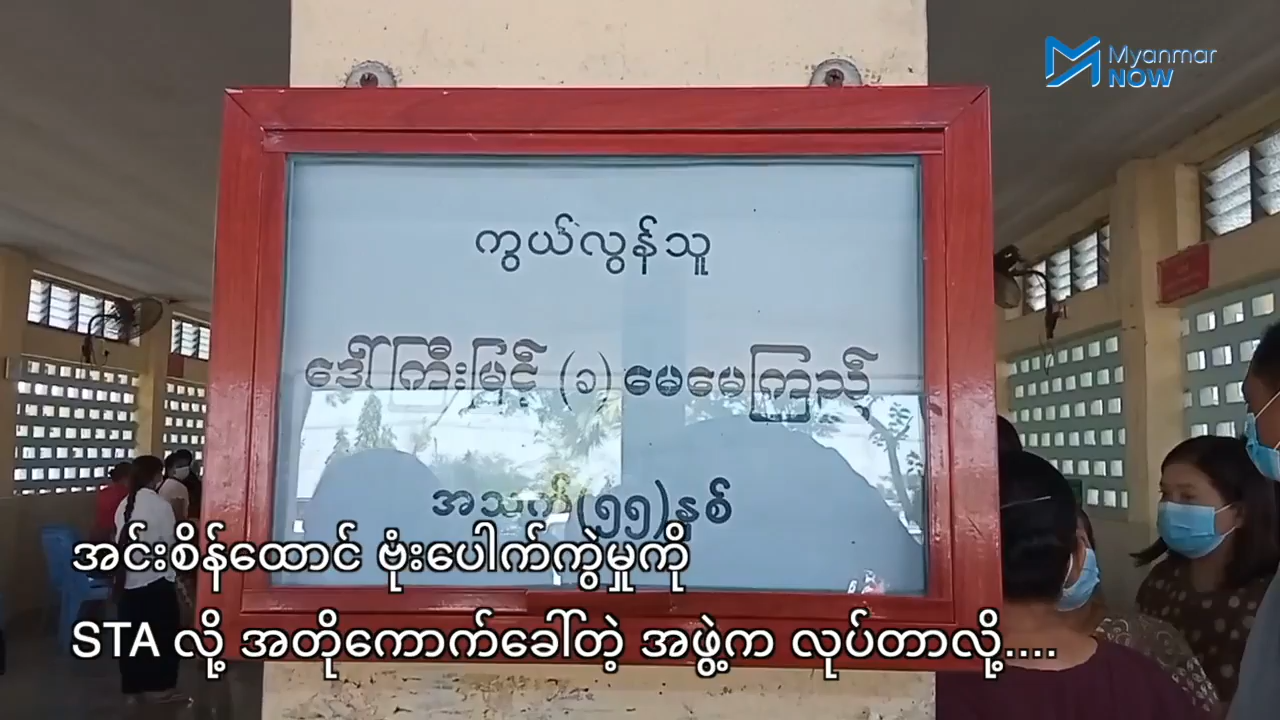 Myanmar
NOW
ကွယ်လွန်သူ
ဒေါ်ကြီးမြင့် (ခ) မေမေကြည့်
အသက်(၅၅)နှစ်
အင်းစိန်ထောင် ဗုံးပေါက်ကွဲမှုကို
STA လို့ အတိုကောက်ခေါ်တဲ့ အဖွဲ့က လုပ်တာလို့....